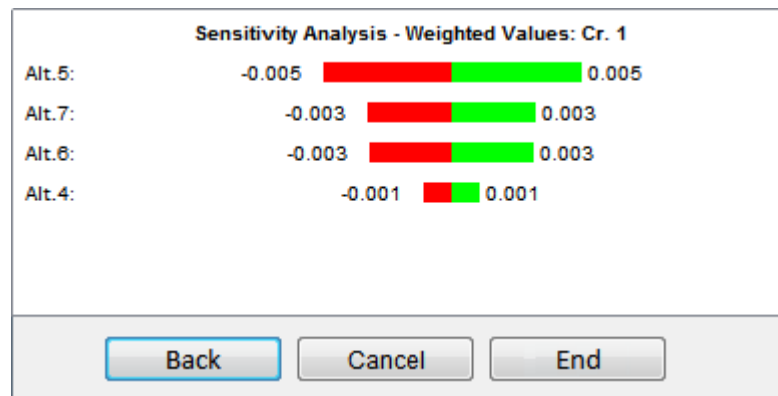 Sensitivity Analysis - Weighted Values: Cr. 1
Alt.5: -0.005 0.005
Alt.7: -0.003 0.003
Alt.6: -0.003 0.003
Alt.4: -0.001 0.001
Back Cancel End